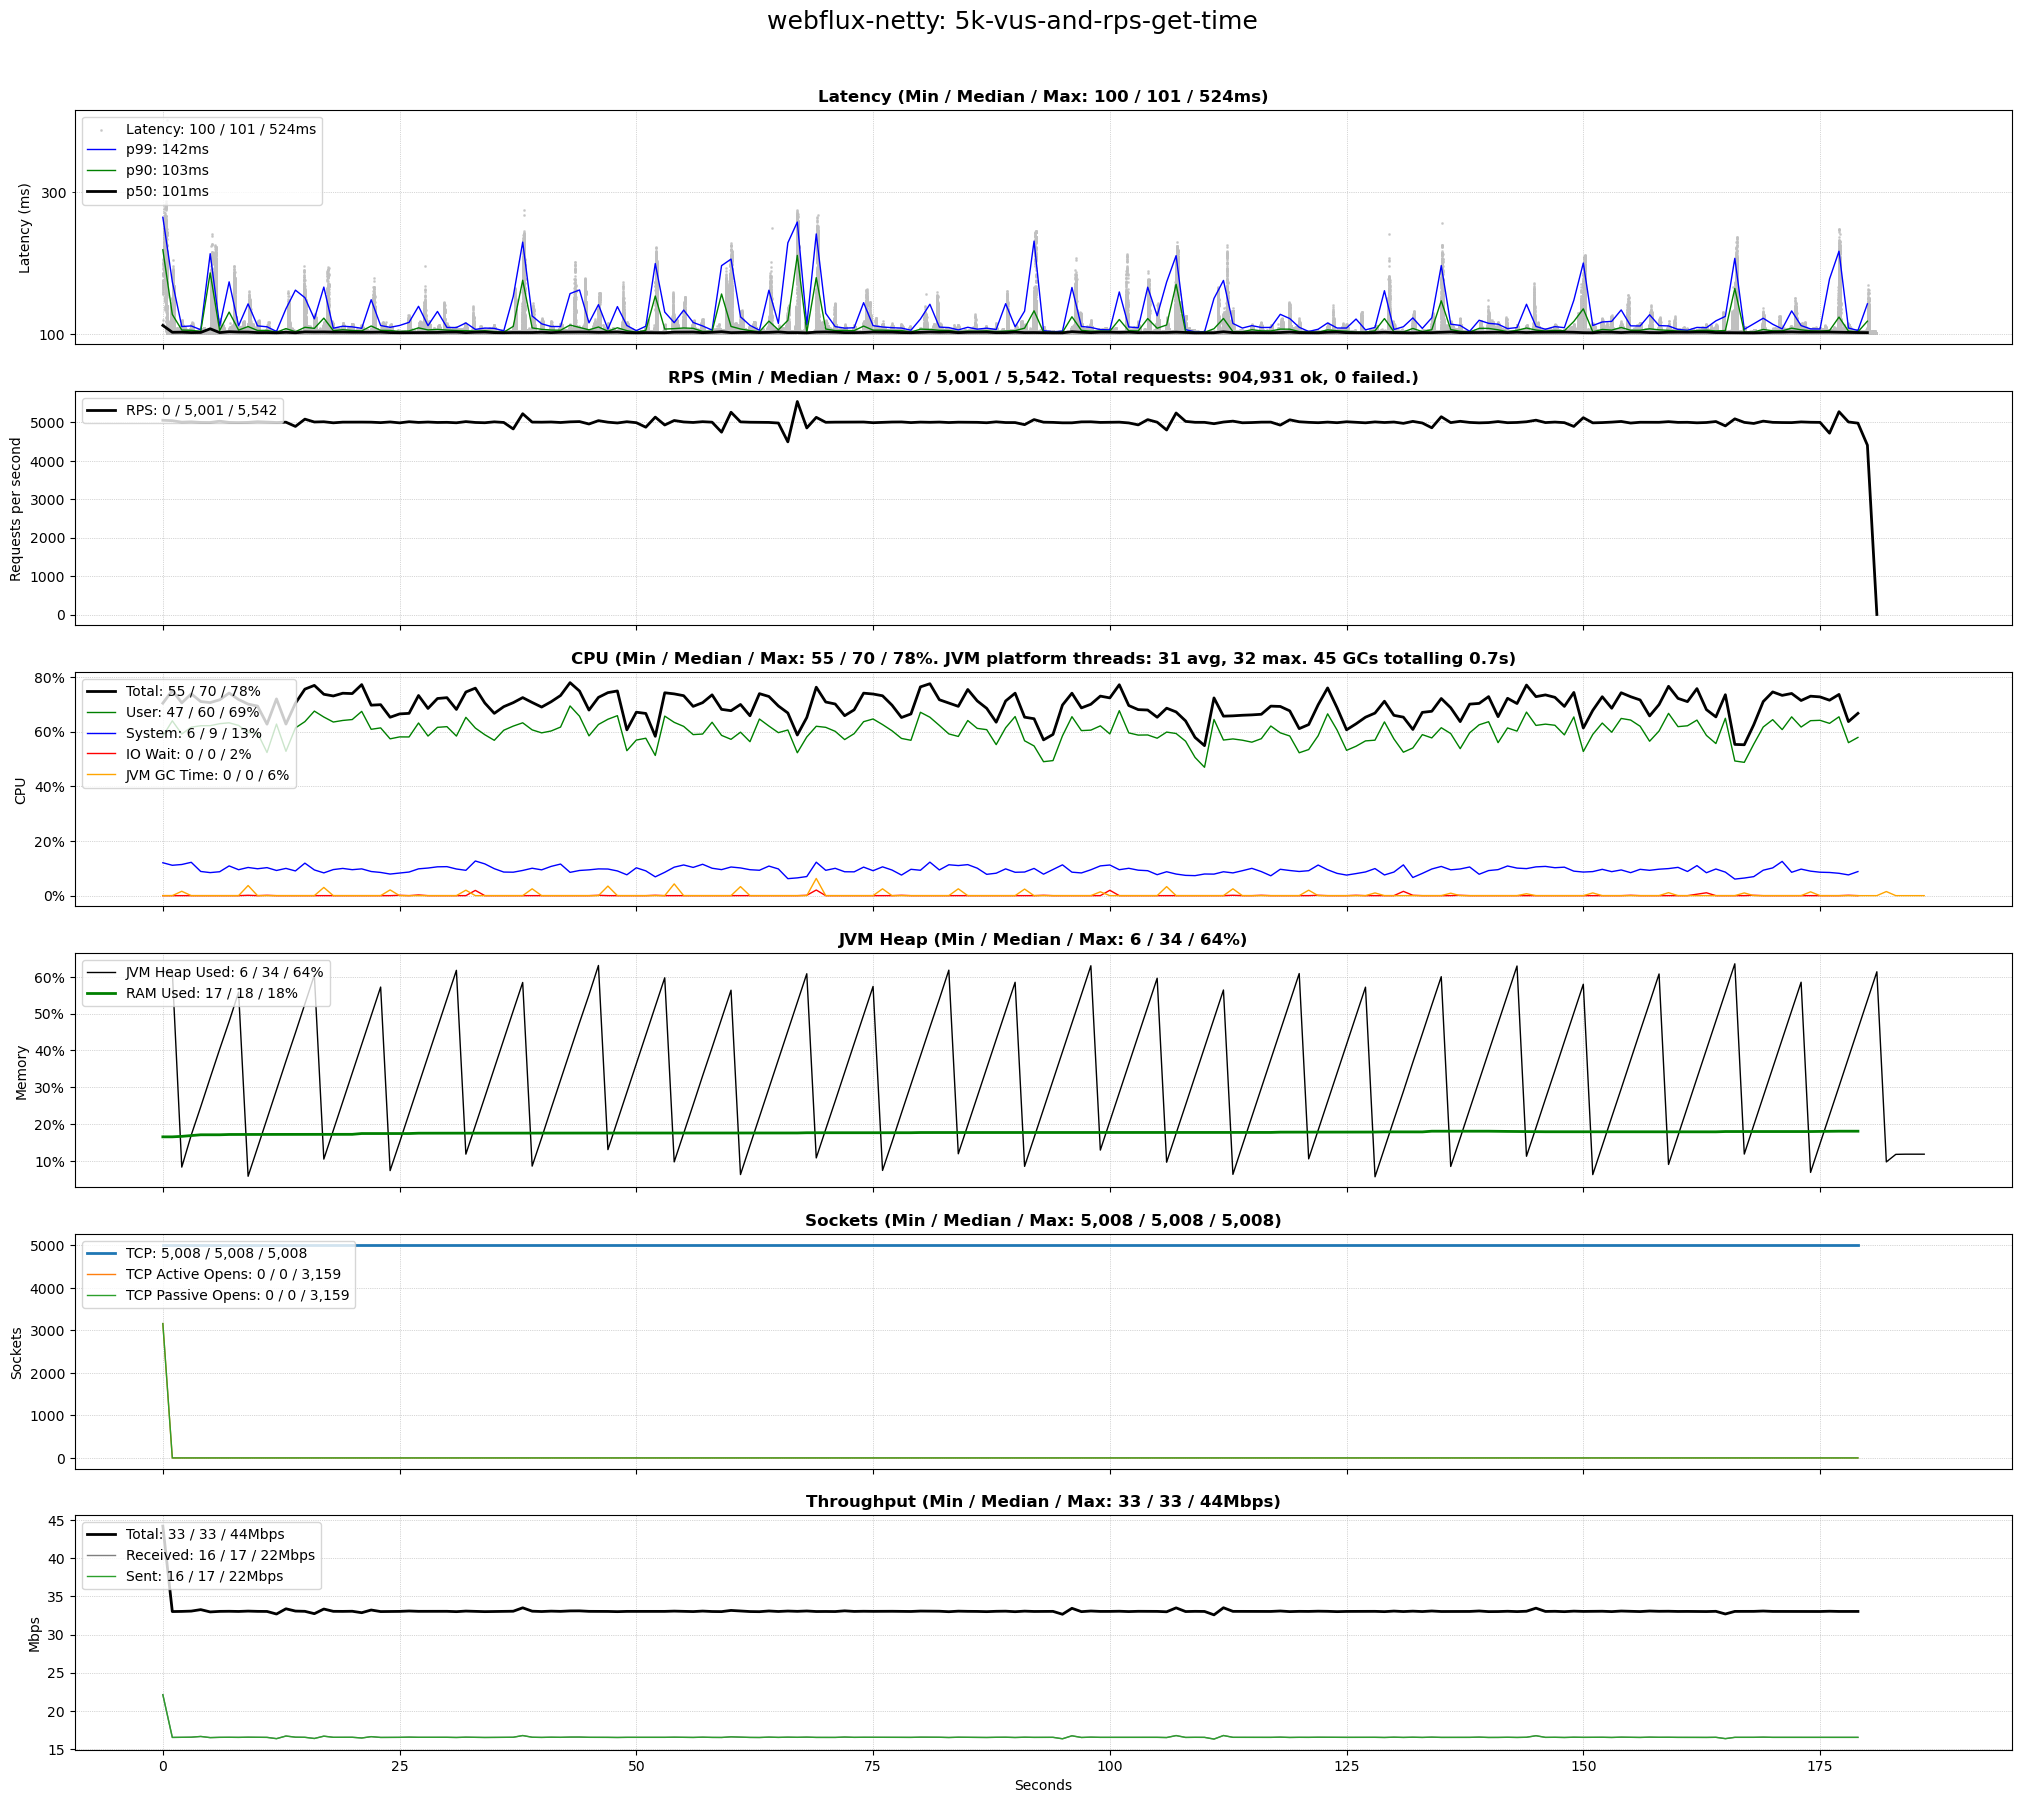 webflux-netty: 5k-vus-and-rps-get-time
Latency (Min / Median / Max: 100 / 101 / 524ms)
Latency: 100 / 101 / 524ms
p99: 142ms
p90: 103ms
p50: 101ms
Latency (ms)
300
100
RPS (Min / Median / Max: 0 / 5,001 / 5,542. Total requests: 904,931 ok, 0 failed.)
RPS: 0 / 5,001 / 5,542
Requests per second
5000
4000
3000
2000
1000
0
CPU (Min / Median / Max: 55 / 70 / 78%. JVM platform threads: 31 avg, 32 max. 45 GCs totalling 0.7s)
Total: 55 / 70 / 78%
User: 47 / 60 / 69%
System: 6 / 9 / 13%
IO Wait: 0 / 0 / 2%
JVM GC Time: 0 / 0 / 6%
CPU
80%
60%
40%
20%
0%
JVM Heap (Min / Median / Max: 6 / 34 / 64%)
JVM Heap Used: 6 / 34 / 64%
RAM Used: 17 / 18 / 18%
Memory
60%
50%
40%
30%
20%
10%
Sockets (Min / Median / Max: 5,008 / 5,008 / 5,008)
TCP: 5,008 / 5,008 / 5,008
TCP Active Opens: 0 / 0 / 3,159
TCP Passive Opens: 0 / 0 / 3,159
Sockets
5000
4000
3000
2000
1000
0
Throughput (Min / Median / Max: 33 / 33 / 44Mbps)
Total: 33 / 33 / 44Mbps
Received: 16 / 17 / 22Mbps
Sent: 16 / 17 / 22Mbps
Mbps
45
40
35
30
25
20
15
0 25 50 75 100 125 150 175
Seconds